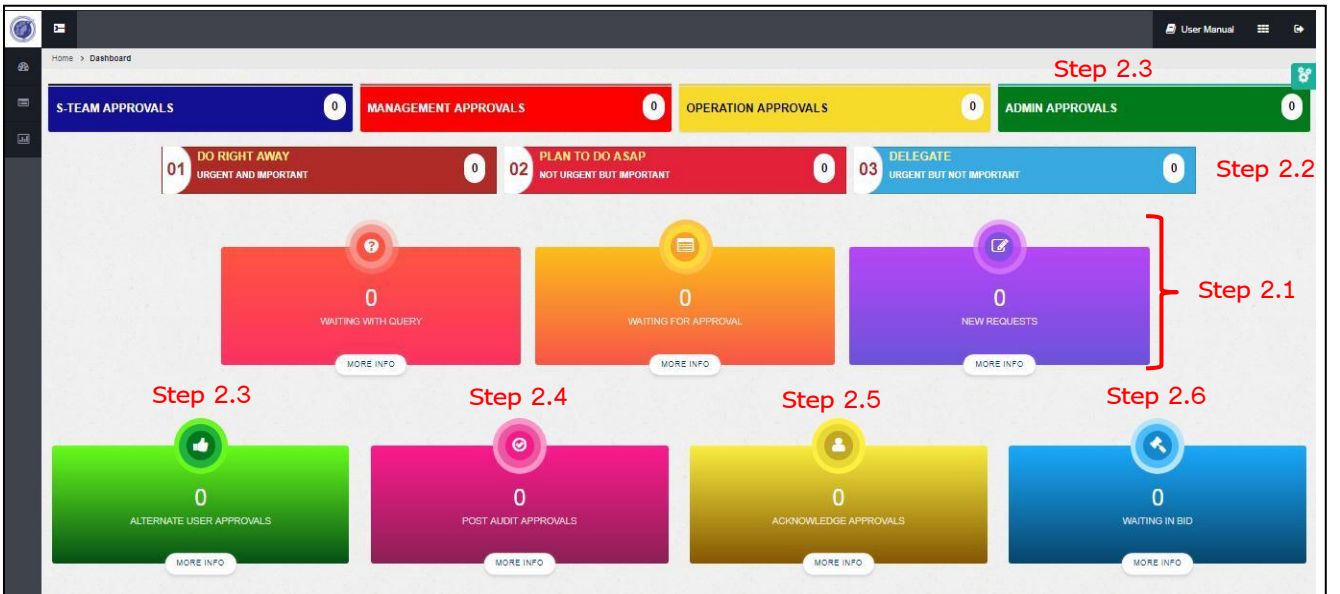 User Manual
Home > Dashboard
Step 2.3
S-TEAM APPROVALS 0
MANAGEMENT APPROVALS 0
OPERATION APPROVALS 0
ADMIN APPROVALS 0
01 DO RIGHT AWAY 0
URGENT AND IMPORTANT
02 PLAN TO DO ASAP 0
NOT URGENT BUT IMPORTANT
03 DELEGATE 0
URGENT BUT NOT IMPORTANT
Step 2.2
0
WAITING WITH QUERY
MORE INFO
0
WAITING FOR APPROVAL
MORE INFO
0
NEW REQUESTS
MORE INFO
Step 2.1
Step 2.3
0
ALTERNATE USER APPROVALS
MORE INFO
Step 2.4
0
POST AUDIT APPROVALS
MORE INFO
Step 2.5
0
ACKNOWLEDGE APPROVALS
MORE INFO
Step 2.6
0
WAITING IN BID
MORE INFO